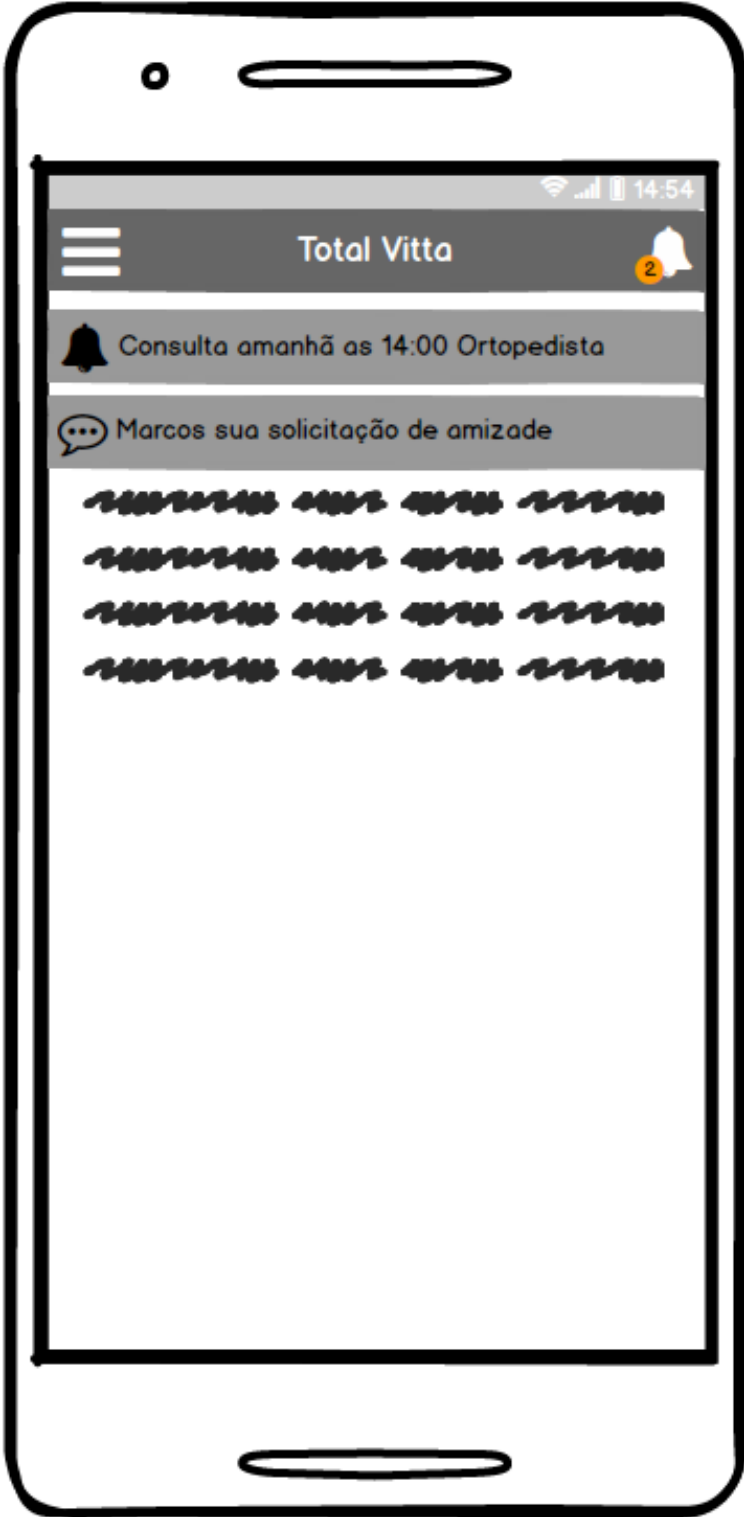 14:54
Total Vitta
2
Consulta amanhã as 14:00 Ortopedista
Marcos sua solicitação de amizade